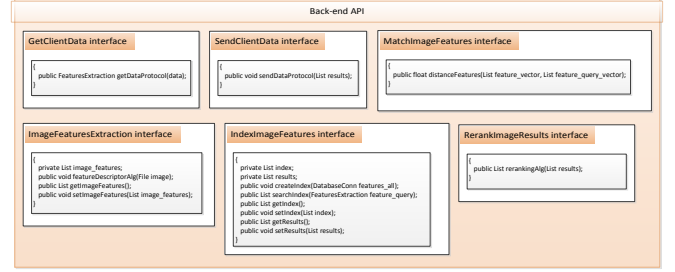 Back-end API
GetClientData interface
{
public FeaturesExtraction getDataProtocol(data);
}
SendClientData interface
{
public void sendDataProtocol(List results);
}
MatchImageFeatures interface
{
public float distanceFeatures(List feature_vector, List feature_query_vector);
}
ImageFeaturesExtraction interface
{
private List image_features;
public void featureDescriptorAlg(File image);
public List getImageFeatures();
public void setImageFeatures(List image_features);
}
IndexImageFeatures interface
{
private List index;
private List results;
public void createIndex(DatabaseConn features_all);
public List searchIndex(FeaturesExtraction feature_query);
public List getIndex();
public void setIndex(List index);
public List getResults();
public void setResults(List results);
}
RerankImageResults interface
{
public List rerankingAlg(List results);
}